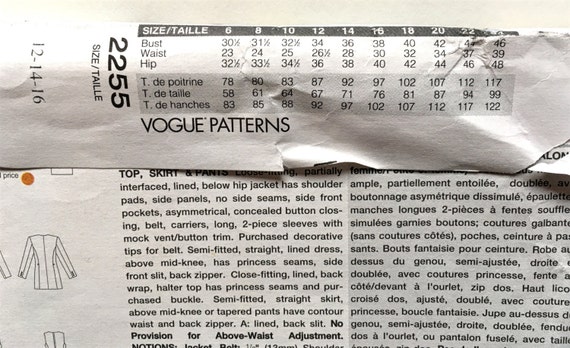 12-14-16
SIZE/TAILLE
2255
SIZE/TAILLE 6 8 10 12 14 16 18 20 22
Bust 30½ 31½ 32½ 34 36 38 40 42 44 46
Waist 23 24 25 26½ 28 30 32 34 37
Hip 32½ 33½ 34½ 36 38 40 42 44 46 48
T. de poitrine 78 80 83 87 92 97 102 107 112 117
T. de taille 58 61 64 67 71 76 81 87 94 99
T. de hanches 83 85 88 92 97 102 107 112 117 122
VOGUE PATTERNS
price
TOP, SKIRT & PANTS Loose-fitting, partially
interfaced, lined, below hip jacket has shoulder
pads, side panels, no side seams, side front
pockets, asymmetrical, concealed button clos-
ing, belt, carriers, long, 2-piece sleeves with
mock vent/button trim. Purchased decorative
tips for belt. Semi-fitted, straight, lined dress,
above mid-knee, has princess seams, side
front slit, back zipper. Close-fitting, lined, back
wrap, halter top has princess seams and pur-
chased buckle. Semi-fitted, straight skirt,
above mid-knee or tapered pants have contour
waist and back zipper. A: lined, back slit. No
Provision for Above-Waist Adjustment.
NOTIONS: Jacket, Belt: ½" (13mm) Shoulder
ALON
ample, partiellement entoilée, doublée, av
boutonnage asymétrique dissimulé, épaulette
manches longues 2-pièces à fentes souffle
simulées garnies boutons; coutures galbante
(sans coutures côtés), poches, ceinture à pa
sants. Bouts fantaisie pour ceinture. Robe au
dessus du genou, semi-ajustée, droite e
doublée, avec coutures princesse, fente a
côté/devant à l'ourlet, zip dos. Haut lico
croisé dos, ajusté, doublé, avec couture
princesse, boucle fantaisie. Jupe au-dessus d
genou, semi-ajustée, droite, doublée, fendu
dos à l'ourlet, ou pantalon fuselé, avec taill